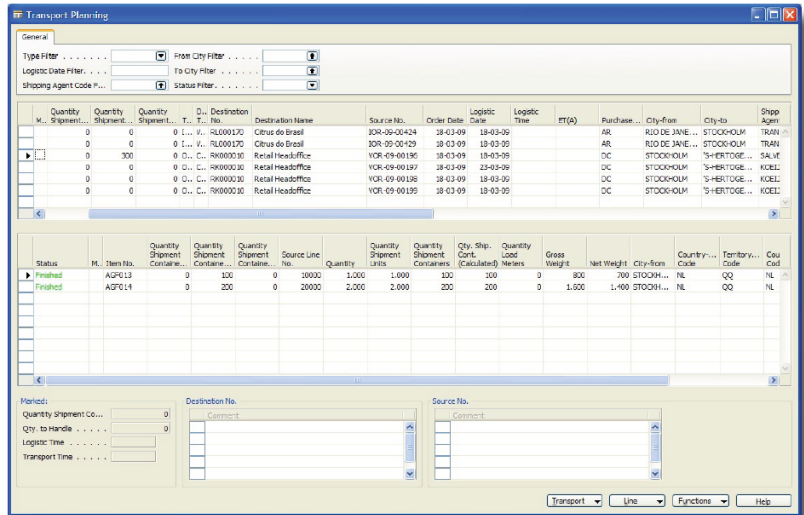 Transport Planning
General
Type Filter . . . . . . . From City Filter . . . . .
Logistic Date Filter. . . . To City Filter . . . . . .
Shipping Agent Code F... Status Filter. . . . . . .
M.. Quantity Shipment... Quantity Shipment... Quantity Shipment... T.. D.. T.. Destination No. Destination Name Source No. Order Date Logistic Date Logistic Time ET(A) Purchase... City-from City-to Shipp Agent
0 0 0 I... V... RL000170 Citrus do Brasil IOR-09-00424 18-03-09 18-03-09 AR RIO DE JANE... STOCKHOLM TRAN
0 0 0 I... V... RL000170 Citrus do Brasil IOR-09-00429 18-03-09 18-03-09 AR RIO DE JANE... STOCKHOLM TRAN
0 300 0 O... C... RK000010 Retail Headoffice VOR-09-00196 18-03-09 18-03-09 DC STOCKHOLM 'S-HERTOGE... SALVE
0 0 0 O... C... RK000010 Retail Headoffice VOR-09-00197 18-03-09 23-03-09 DC STOCKHOLM 'S-HERTOGE... KOEIJ
0 0 0 O... C... RK000010 Retail Headoffice VOR-09-00198 18-03-09 18-03-09 DC STOCKHOLM 'S-HERTOGE... KOEIJ
0 0 0 O... C... RK000010 Retail Headoffice VOR-09-00199 18-03-09 18-03-09 DC STOCKHOLM 'S-HERTOGE... KOEIJ
Status M.. Item No. Quantity Shipment Containe... Quantity Shipment Containe... Quantity Shipment Containe... Source Line No. Quantity Quantity Shipment Units Quantity Shipment Containers Qty. Ship. Cont. (Calculated) Quantity Load Meters Gross Weight Net Weight City-from Country-... Code Territory... Code Cou Cod
Finished AGF013 0 100 0 10000 1.000 1.000 100 100 0 800 700 STOCKH... NL QQ NL
Finished AGF014 0 200 0 20000 2.000 2.000 200 200 0 1.600 1.400 STOCKH... NL QQ NL
Marked:
Quantity Shipment Co... 0
Qty. to Handle . . . . . 0
Logistic Time . . . . . .
Transport Time . . . . .
Destination No.
Comment
Source No.
Comment
Transport Line Functions Help